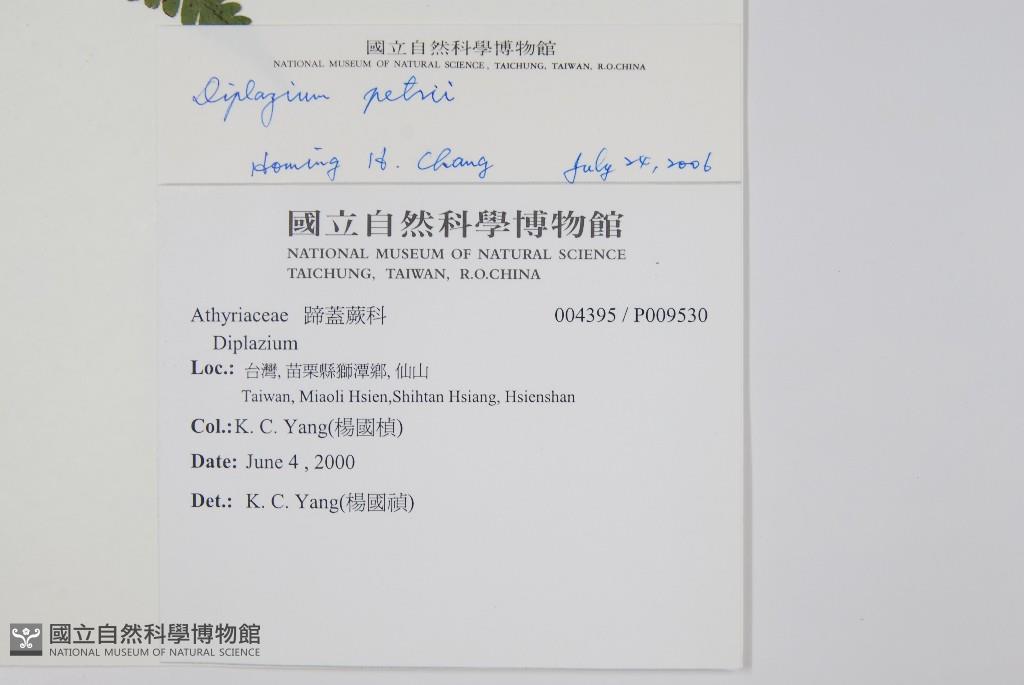 國立自然科學博物館
NATIONAL MUSEUM OF NATURAL SCIENCE, TAICHUNG, TAIWAN, R.O.CHINA
Diplazium petrii
Homing H. Chang July 24, 2006
國立自然科學博物館
NATIONAL MUSEUM OF NATURAL SCIENCE
TAICHUNG, TAIWAN, R.O.CHINA
Athyriaceae 蹄蓋蕨科 004395 / P009530
Diplazium
Loc.: 台灣, 苗栗縣獅潭鄉, 仙山
Taiwan, Miaoli Hsien,Shihtan Hsiang, Hsienshan
Col.:K. C. Yang(楊國楨)
Date: June 4 , 2000
Det.: K. C. Yang(楊國禎)
國立自然科學博物館
NATIONAL MUSEUM OF NATURAL SCIENCE